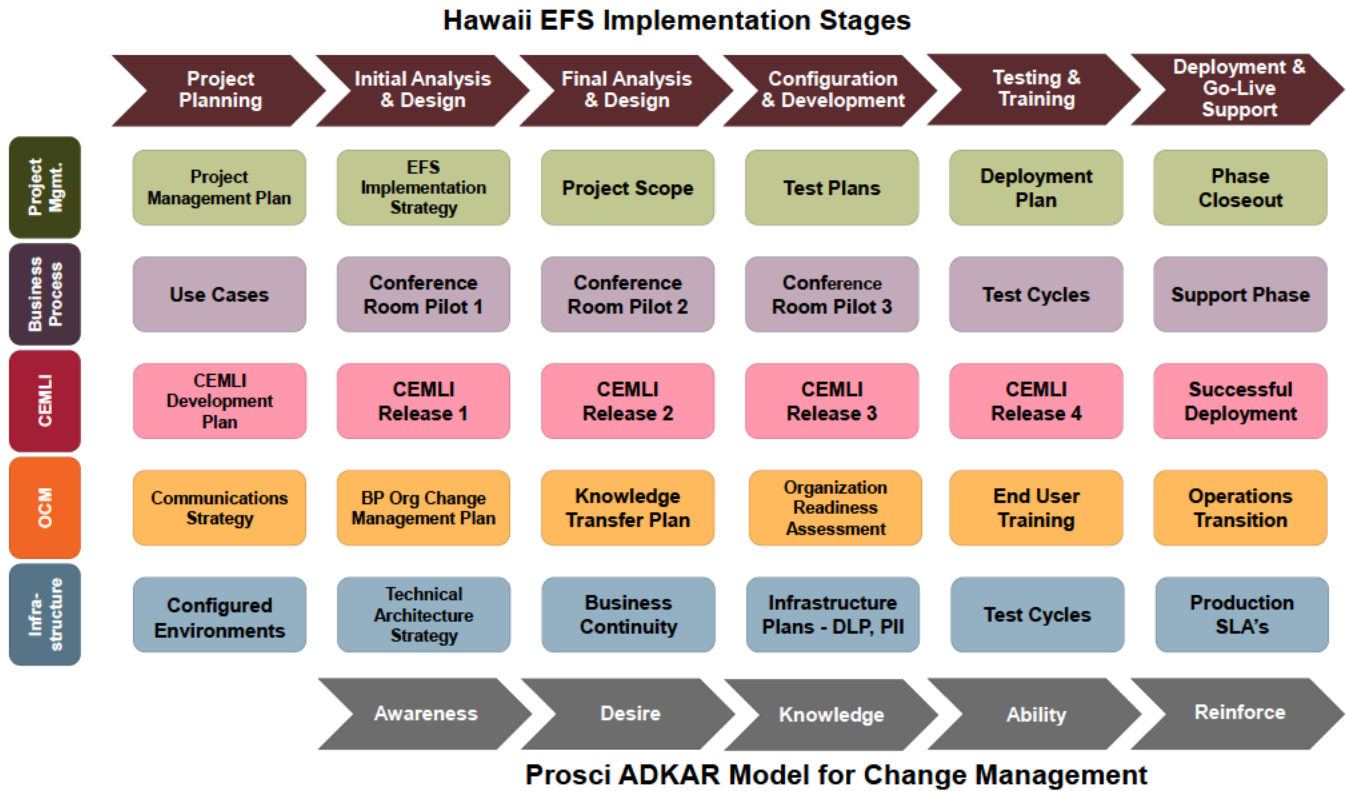 Hawaii EFS Implementation Stages
Project
Planning
Initial Analysis
& Design
Final Analysis
& Design
Configuration
& Development
Testing &
Training
Deployment &
Go-Live
Support
Project
Mgmt.
Project
Management Plan
EFS
Implementation
Strategy
Project Scope
Test Plans
Deployment
Plan
Phase
Closeout
Business
Process
Use Cases
Conference
Room Pilot 1
Conference
Room Pilot 2
Conference
Room Pilot 3
Test Cycles
Support Phase
CEMLI
CEMLI
Development
Plan
CEMLI
Release 1
CEMLI
Release 2
CEMLI
Release 3
CEMLI
Release 4
Successful
Deployment
OCM
Communications
Strategy
BP Org Change
Management Plan
Knowledge
Transfer Plan
Organization
Readiness
Assessment
End User
Training
Operations
Transition
Infra-
structure
Configured
Environments
Technical
Architecture
Strategy
Business
Continuity
Infrastructure
Plans - DLP, PII
Test Cycles
Production
SLA's
Awareness
Desire
Knowledge
Ability
Reinforce
Prosci ADKAR Model for Change Management